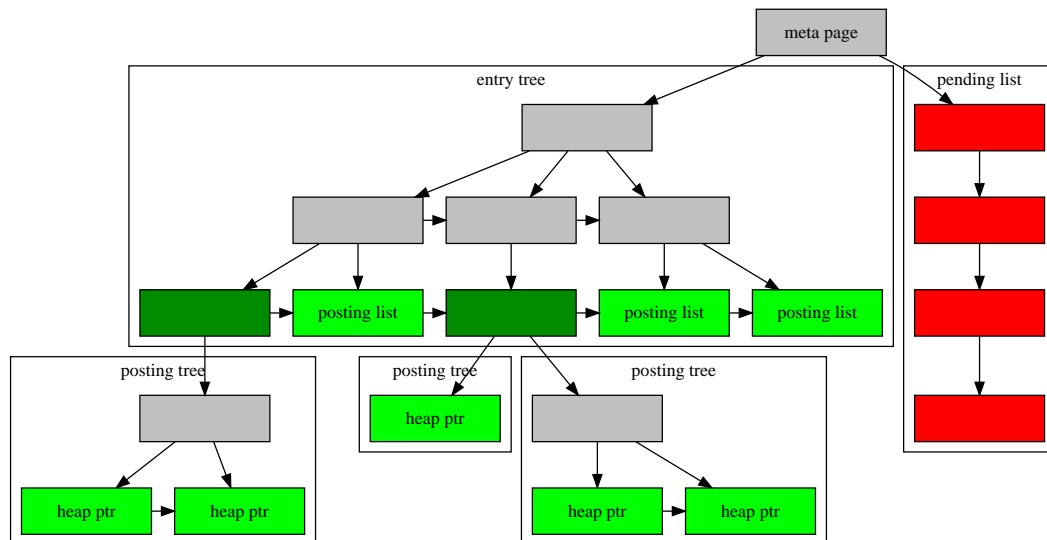 meta page
entry tree
pending list
posting list
posting list
posting list
posting tree
posting tree
posting tree
heap ptr
heap ptr
heap ptr
heap ptr
heap ptr